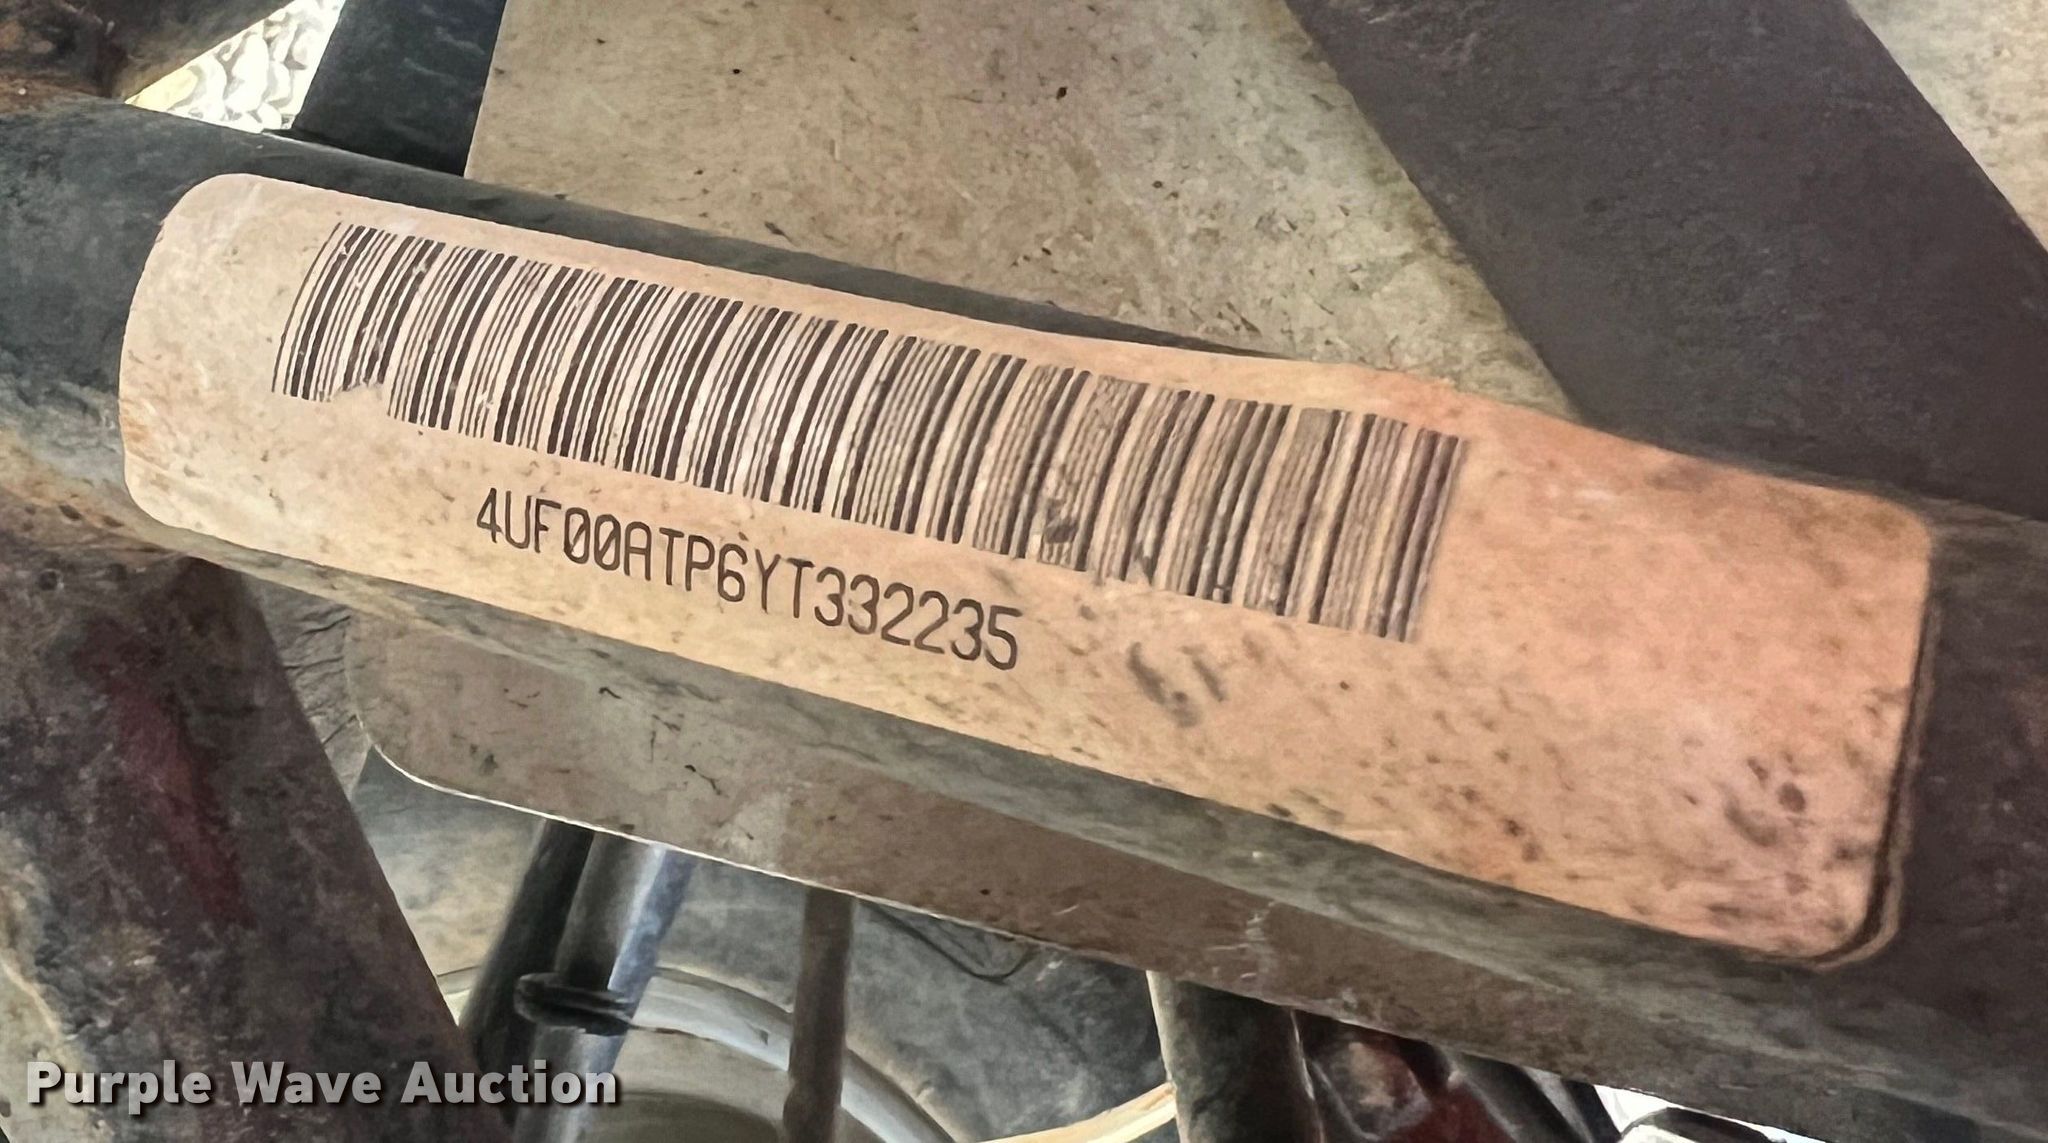 4UF00ATP6YT332235
Purple Wave Auction